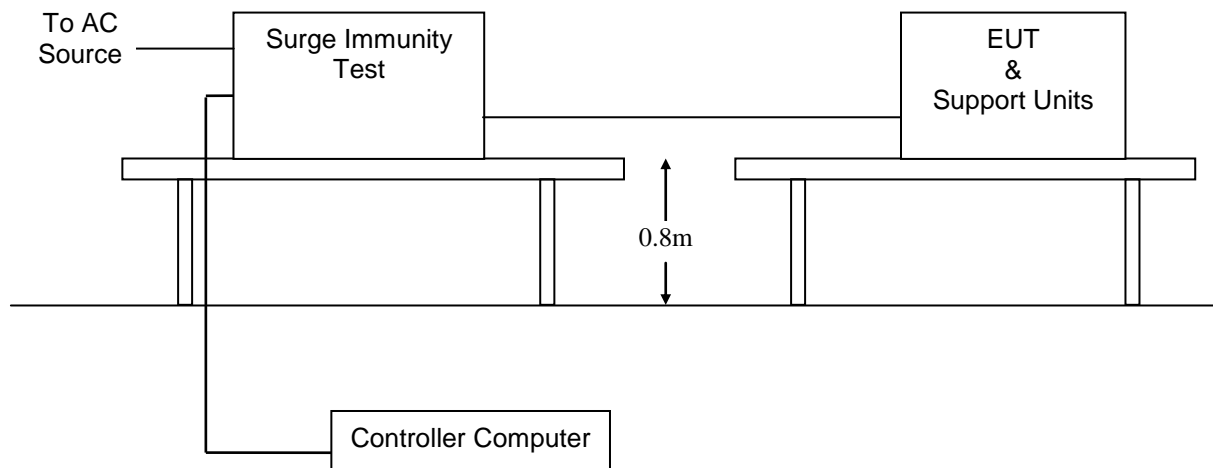 To AC
Source
Surge Immunity
Test
EUT
&
Support Units
0.8m
Controller Computer